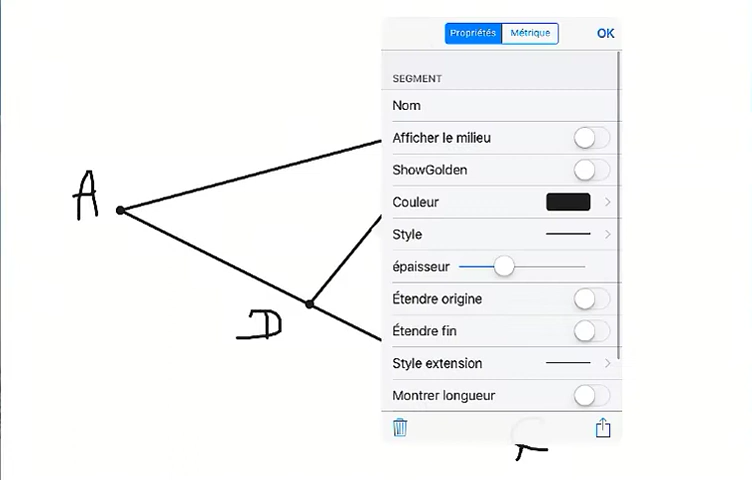 Propriétés Métrique OK
SEGMENT
Nom
Afficher le milieu
ShowGolden
Couleur
Style
épaisseur
Étendre origine
Étendre fin
Style extension
Montrer longueur
A
D